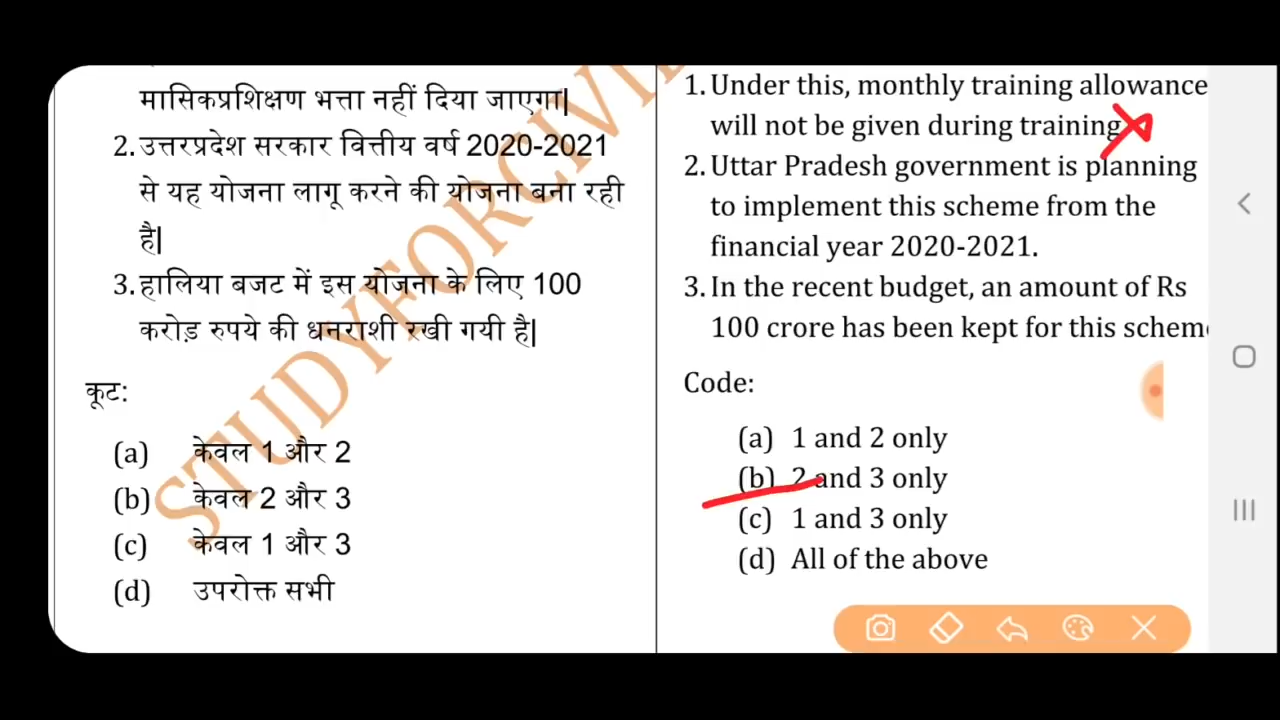 मासिकप्रशिक्षण भत्ता नहीं दिया जाएगा|
2. उत्तरप्रदेश सरकार वित्तीय वर्ष 2020-2021
से यह योजना लागू करने की योजना बना रही
है|
3. हालिया बजट में इस योजना के लिए 100
करोड़ रुपये की धनराशी रखी गयी है|
कूट:
(a) केवल 1 और 2
(b) केवल 2 और 3
(c) केवल 1 और 3
(d) उपरोक्त सभी
1. Under this, monthly training allowance
will not be given during training
2. Uttar Pradesh government is planning
to implement this scheme from the
financial year 2020-2021.
3. In the recent budget, an amount of Rs
100 crore has been kept for this scheme
Code:
(a) 1 and 2 only
(b) 2 and 3 only
(c) 1 and 3 only
(d) All of the above
STUDYFORCIVIL